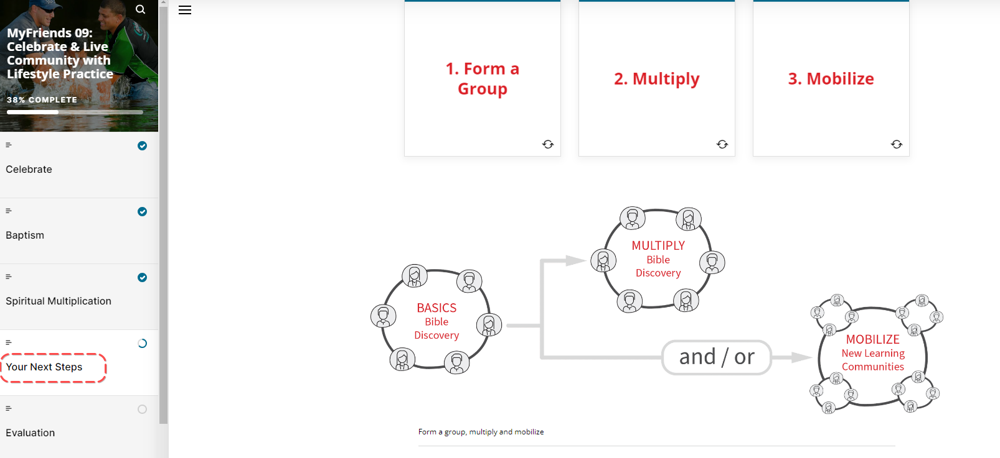 MyFriends 09:
Celebrate & Live
Community with
Lifestyle Practice
38% COMPLETE
Celebrate
Baptism
Spiritual Multiplication
Your Next Steps
Evaluation
1. Form a
Group
2. Multiply
3. Mobilize
BASICS
Bible
Discovery
MULTIPLY
Bible
Discovery
and / or
MOBILIZE
New Learning
Communities
Form a group, multiply and mobilize